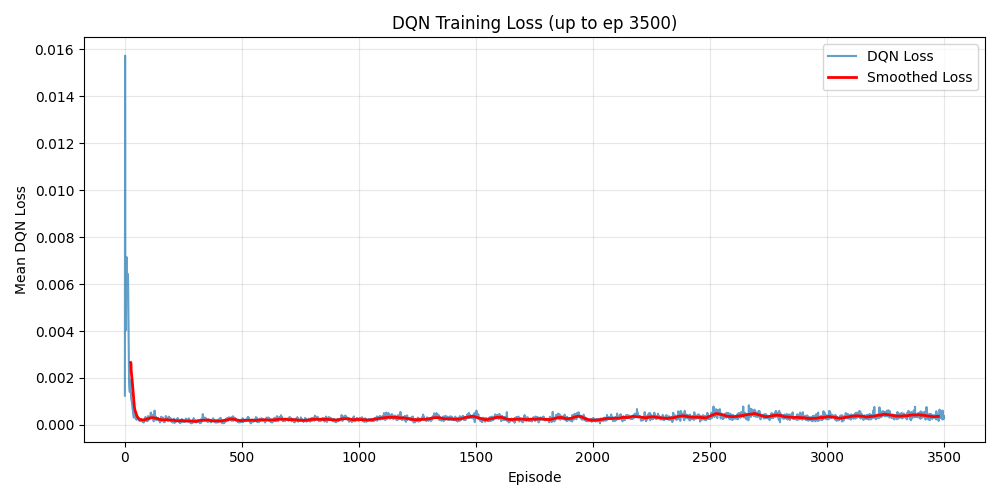 DQN Training Loss (up to ep 3500)
DQN Loss
Smoothed Loss
Mean DQN Loss
0.016
0.014
0.012
0.010
0.008
0.006
0.004
0.002
0.000
0 500 1000 1500 2000 2500 3000 3500
Episode